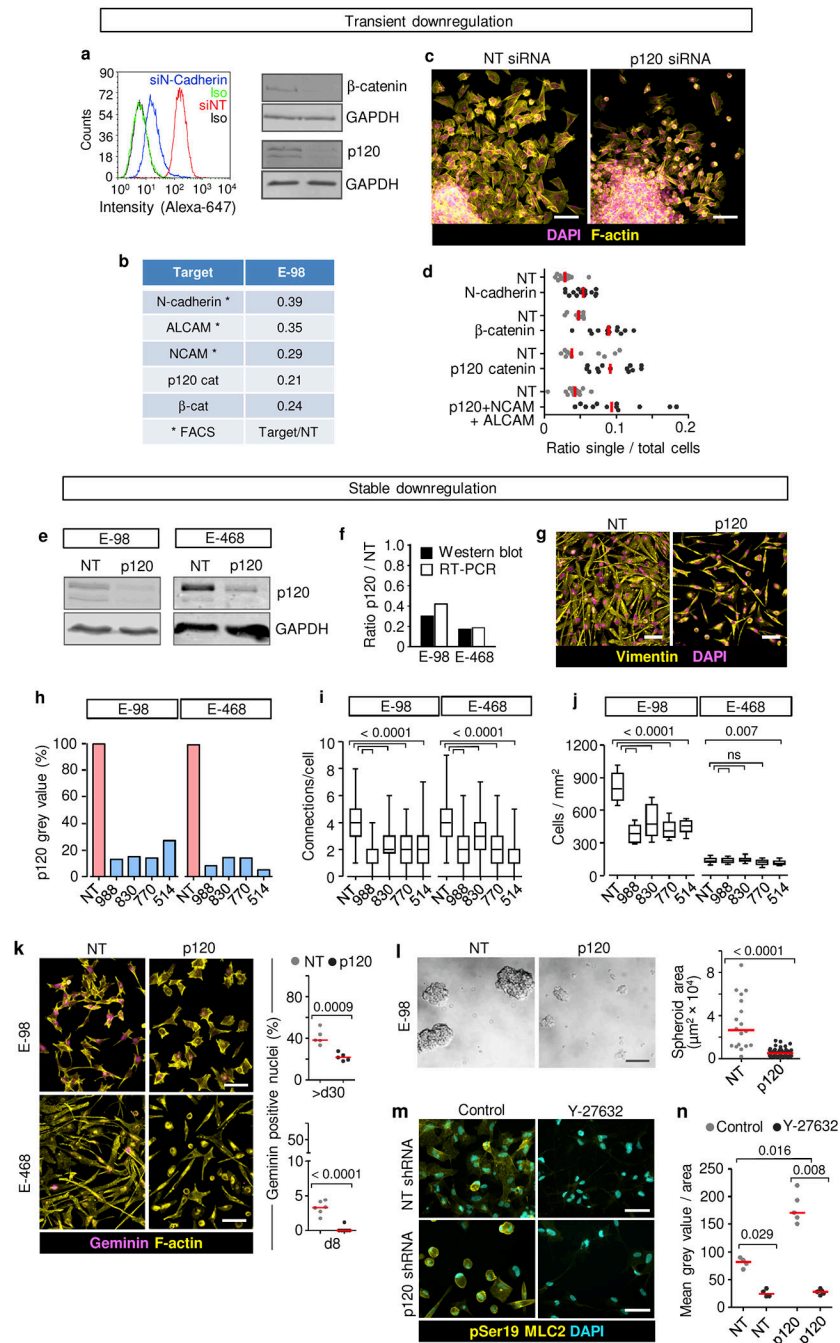 Transient downregulation
a
siN-Cadherin
Iso
siNT
Iso
90
72
54
36
18
0
Counts
10⁰ 10¹ 10² 10³ 10⁴
Intensity (Alexa-647)
β-catenin
GAPDH
p120
GAPDH
c
NT siRNA p120 siRNA
DAPI F-actin
b
Target E-98
N-cadherin * 0.39
ALCAM * 0.35
NCAM * 0.29
p120 cat 0.21
β-cat 0.24
* FACS Target/NT
d
NT
N-cadherin
NT
β-catenin
NT
p120 catenin
NT
p120+NCAM
+ ALCAM
0 0.1 0.2
Ratio single / total cells
Stable downregulation
e
E-98 E-468
NT p120 NT p120
p120
GAPDH
f
Ratio p120 / NT
1.0
0.8
0.6
0.4
0.2
0
Western blot
RT-PCR
E-98 E-468
g
NT p120
Vimentin DAPI
h
E-98 E-468
p120 grey value (%)
100
80
60
40
20
0
NT 988 830 770 514 NT 988 830 770 514
i
E-98 E-468
< 0.0001 < 0.0001
Connections/cell
10
8
6
4
2
0
NT 988 830 770 514 NT 988 830 770 514
j
E-98 E-468
< 0.0001 0.007
ns
Cells / mm²
1200
900
600
300
0
NT 988 830 770 514 NT 988 830 770 514
k
NT p120
E-98
E-468
Geminin F-actin
NT p120
Geminin positive nuclei (%)
80
60
40
20
0
0.0009
>d30
50
5
0
< 0.0001
d8
l
NT p120
E-98
Spheroid area
(µm² × 10⁴)
8
6
4
2
0
< 0.0001
NT p120
m
Control Y-27632
NT shRNA
p120 shRNA
pSer19 MLC2 DAPI
n
Control Y-27632
Mean grey value / area
250
200
150
100
50
0
0.016
0.008
0.029
NT NT p120 p120